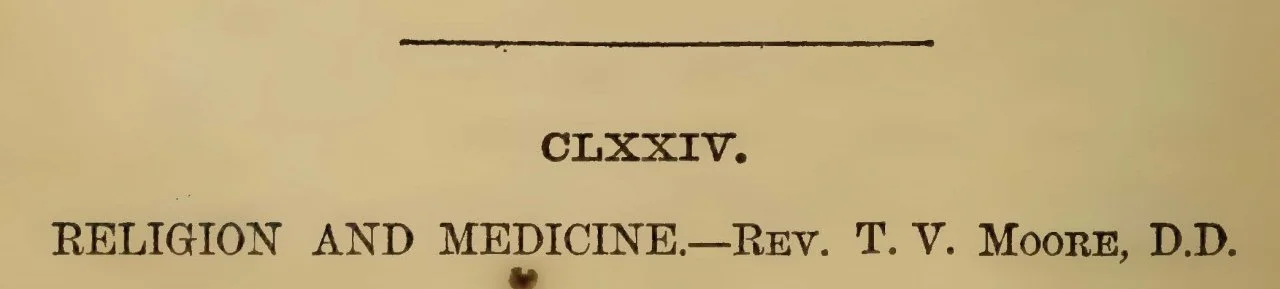 CLXXIV.
RELIGION AND MEDICINE.—REV. T. V. MOORE, D.D.